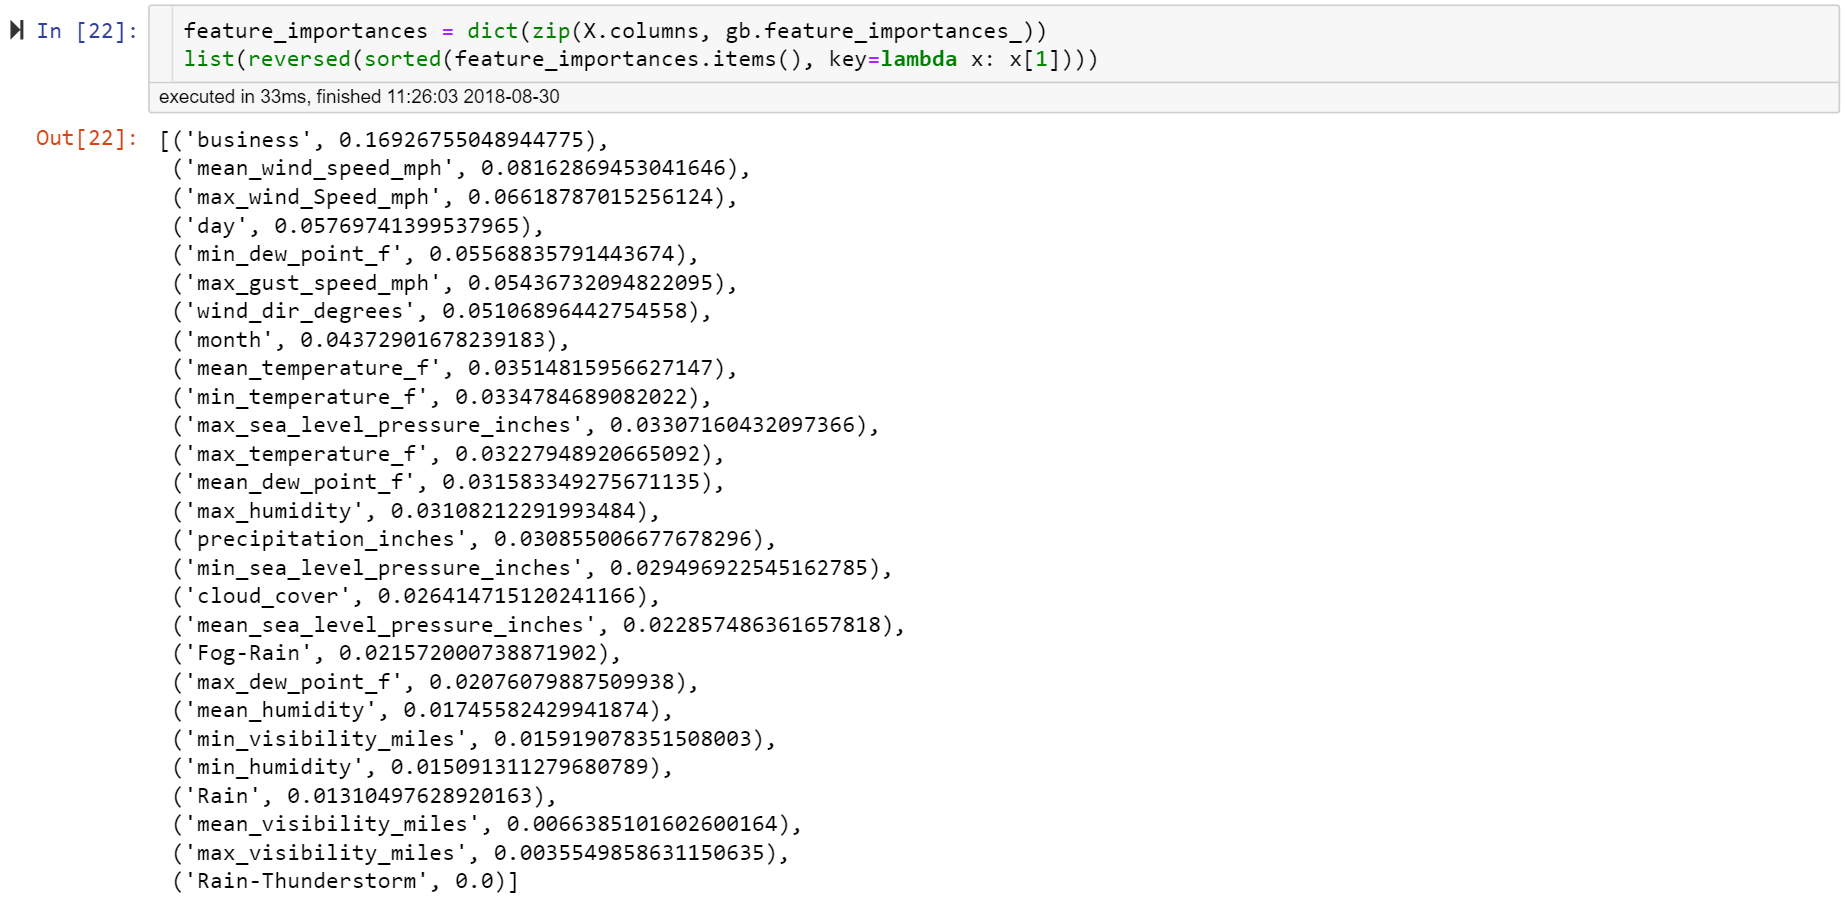 In [22]:
feature_importances = dict(zip(X.columns, gb.feature_importances_))
list(reversed(sorted(feature_importances.items(), key=lambda x: x[1])))
executed in 33ms, finished 11:26:03 2018-08-30
Out[22]:
[('business', 0.16926755048944775),
('mean_wind_speed_mph', 0.08162869453041646),
('max_wind_Speed_mph', 0.06618787015256124),
('day', 0.05769741399537965),
('min_dew_point_f', 0.05568835791443674),
('max_gust_speed_mph', 0.05436732094822095),
('wind_dir_degrees', 0.05106896442754558),
('month', 0.04372901678239183),
('mean_temperature_f', 0.03514815956627147),
('min_temperature_f', 0.0334784689082022),
('max_sea_level_pressure_inches', 0.03307160432097366),
('max_temperature_f', 0.03227948920665092),
('mean_dew_point_f', 0.031583349275671135),
('max_humidity', 0.03108212291993484),
('precipitation_inches', 0.030855006677678296),
('min_sea_level_pressure_inches', 0.029496922545162785),
('cloud_cover', 0.026414715120241166),
('mean_sea_level_pressure_inches', 0.022857486361657818),
('Fog-Rain', 0.021572000738871902),
('max_dew_point_f', 0.02076079887509938),
('mean_humidity', 0.01745582429941874),
('min_visibility_miles', 0.015919078351508003),
('min_humidity', 0.015091311279680789),
('Rain', 0.01310497628920163),
('mean_visibility_miles', 0.0066385101602600164),
('max_visibility_miles', 0.0035549858631150635),
('Rain-Thunderstorm', 0.0)]